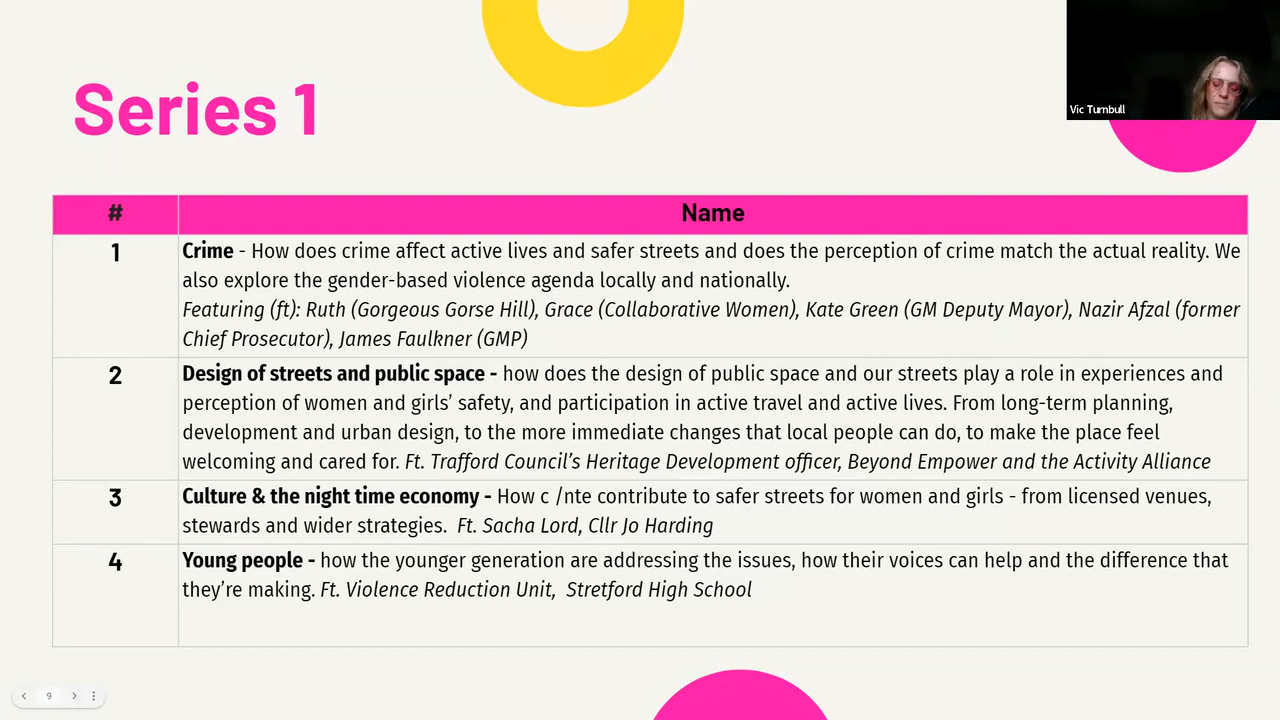 Series 1
Vic Turnbull
# Name
1 Crime - How does crime affect active lives and safer streets and does the perception of crime match the actual reality. We
also explore the gender-based violence agenda locally and nationally.
Featuring (ft): Ruth (Gorgeous Gorse Hill), Grace (Collaborative Women), Kate Green (GM Deputy Mayor), Nazir Afzal (former
Chief Prosecutor), James Faulkner (GMP)
2 Design of streets and public space - how does the design of public space and our streets play a role in experiences and
perception of women and girls' safety, and participation in active travel and active lives. From long-term planning,
development and urban design, to the more immediate changes that local people can do, to make the place feel
welcoming and cared for. Ft. Trafford Council's Heritage Development officer, Beyond Empower and the Activity Alliance
3 Culture & the night time economy - How c /nte contribute to safer streets for women and girls - from licensed venues,
stewards and wider strategies. Ft. Sacha Lord, Cllr Jo Harding
4 Young people - how the younger generation are addressing the issues, how their voices can help and the difference that
they're making. Ft. Violence Reduction Unit, Stretford High School
9